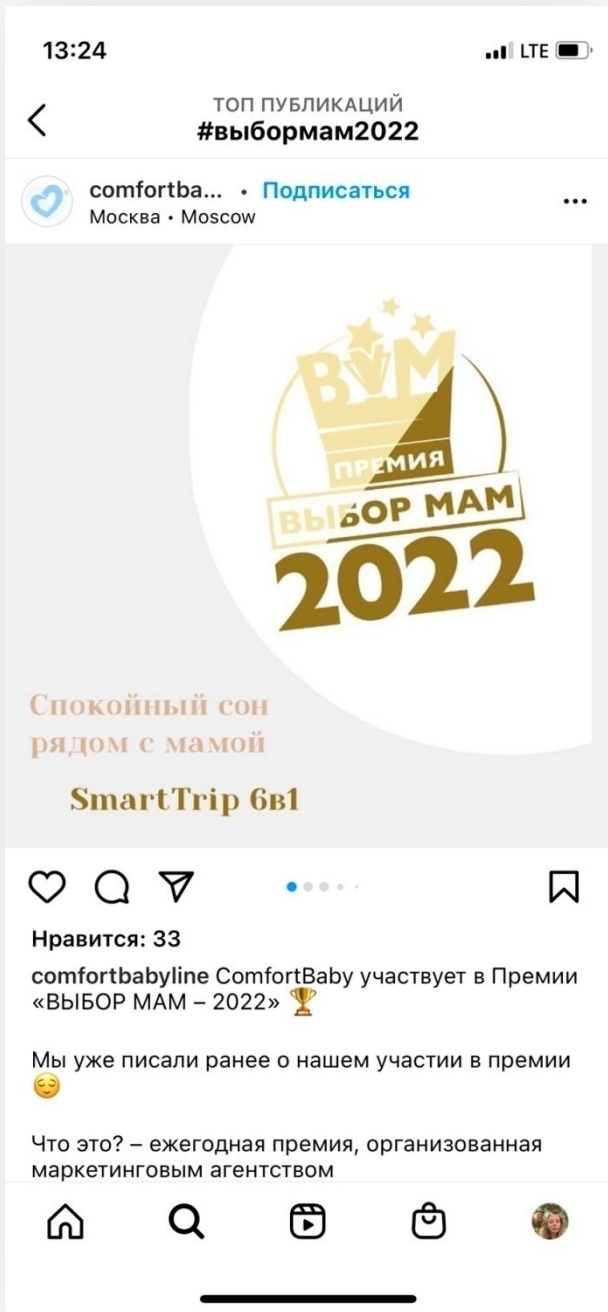 13:24
LTE
ТОП ПУБЛИКАЦИЙ
#выбормам2022
comfortba... • Подписаться
Москва • Moscow
ВМ
ПРЕМИЯ
ВЫБОР МАМ
2022
Спокойный сон
рядом с мамой
SmartTrip 6в1
Нравится: 33
comfortbabyline ComfortBaby участвует в Премии
«ВЫБОР МАМ – 2022» 🏆
Мы уже писали ранее о нашем участии в премии
😌
Что это? – ежегодная премия, организованная
маркетинговым агентством